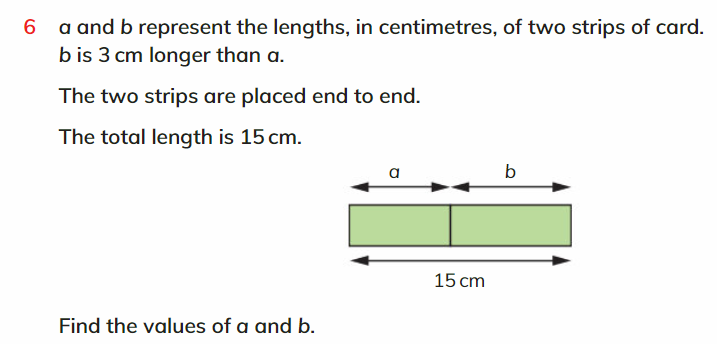 6 a and b represent the lengths, in centimetres, of two strips of card.
b is 3 cm longer than a.
The two strips are placed end to end.
The total length is 15 cm.
a b
15 cm
Find the values of a and b.